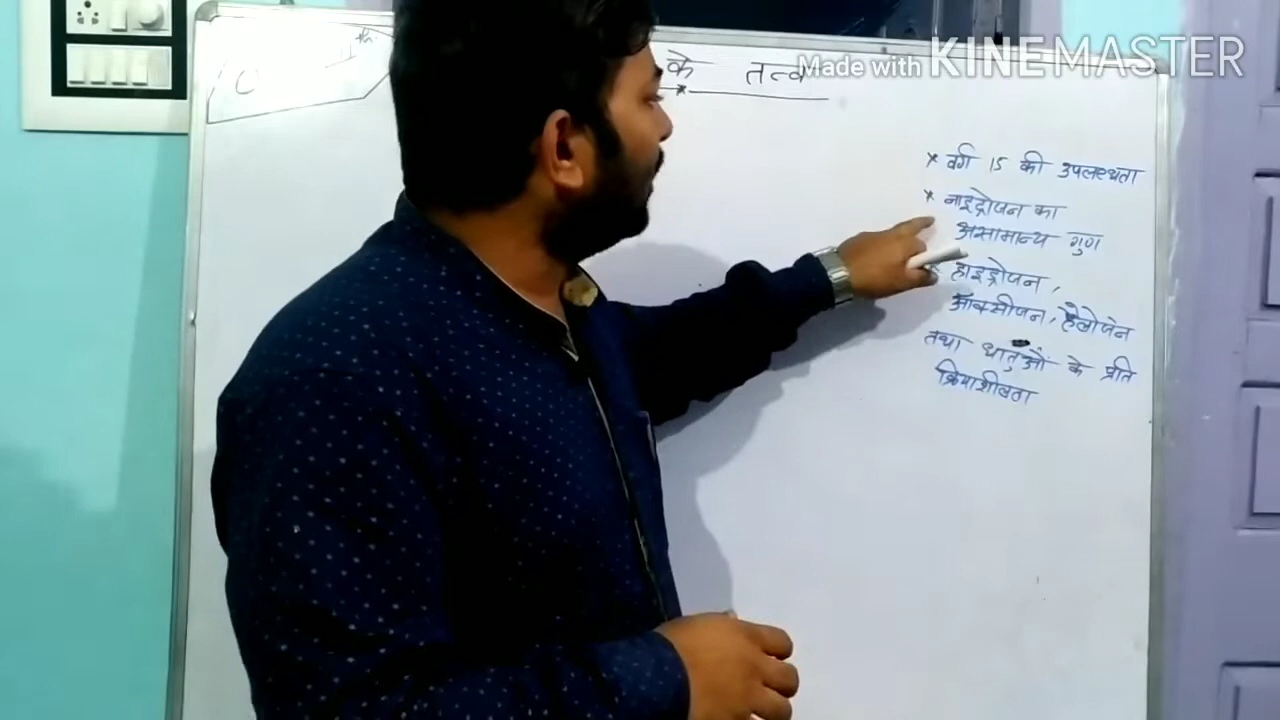 के तत्व
Made with KINEMASTER
* वर्ग 15 की उपलब्धता
* नाइट्रोजन का
असामान्य गुण
* हाइड्रोजन,
ऑक्सीजन, हैलोजन
तथा धातुओं के प्रति
क्रियाशीलता